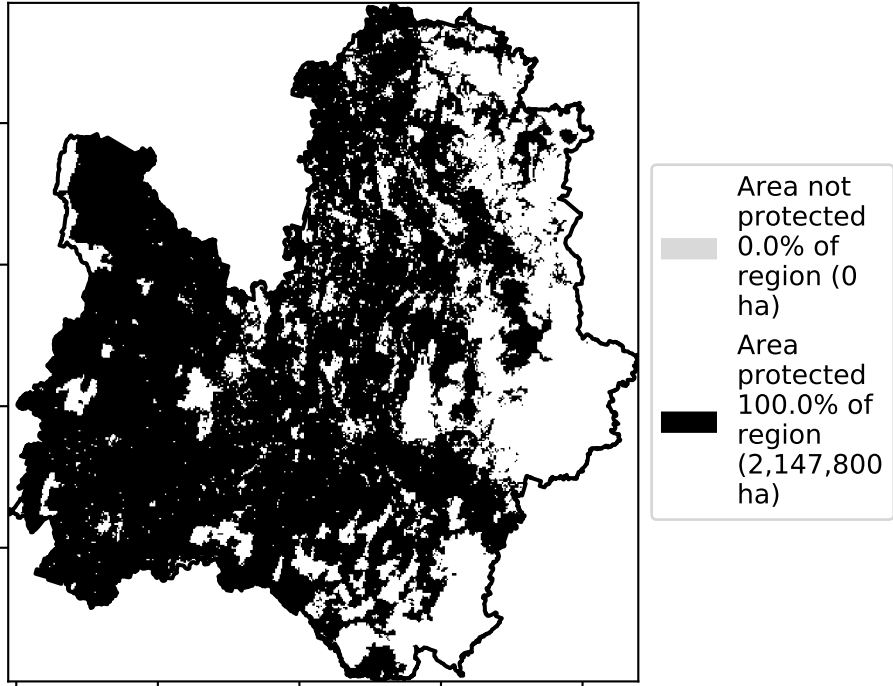 Area not
protected
0.0% of
region (0
ha)
Area
protected
100.0% of
region
(2,147,800
ha)